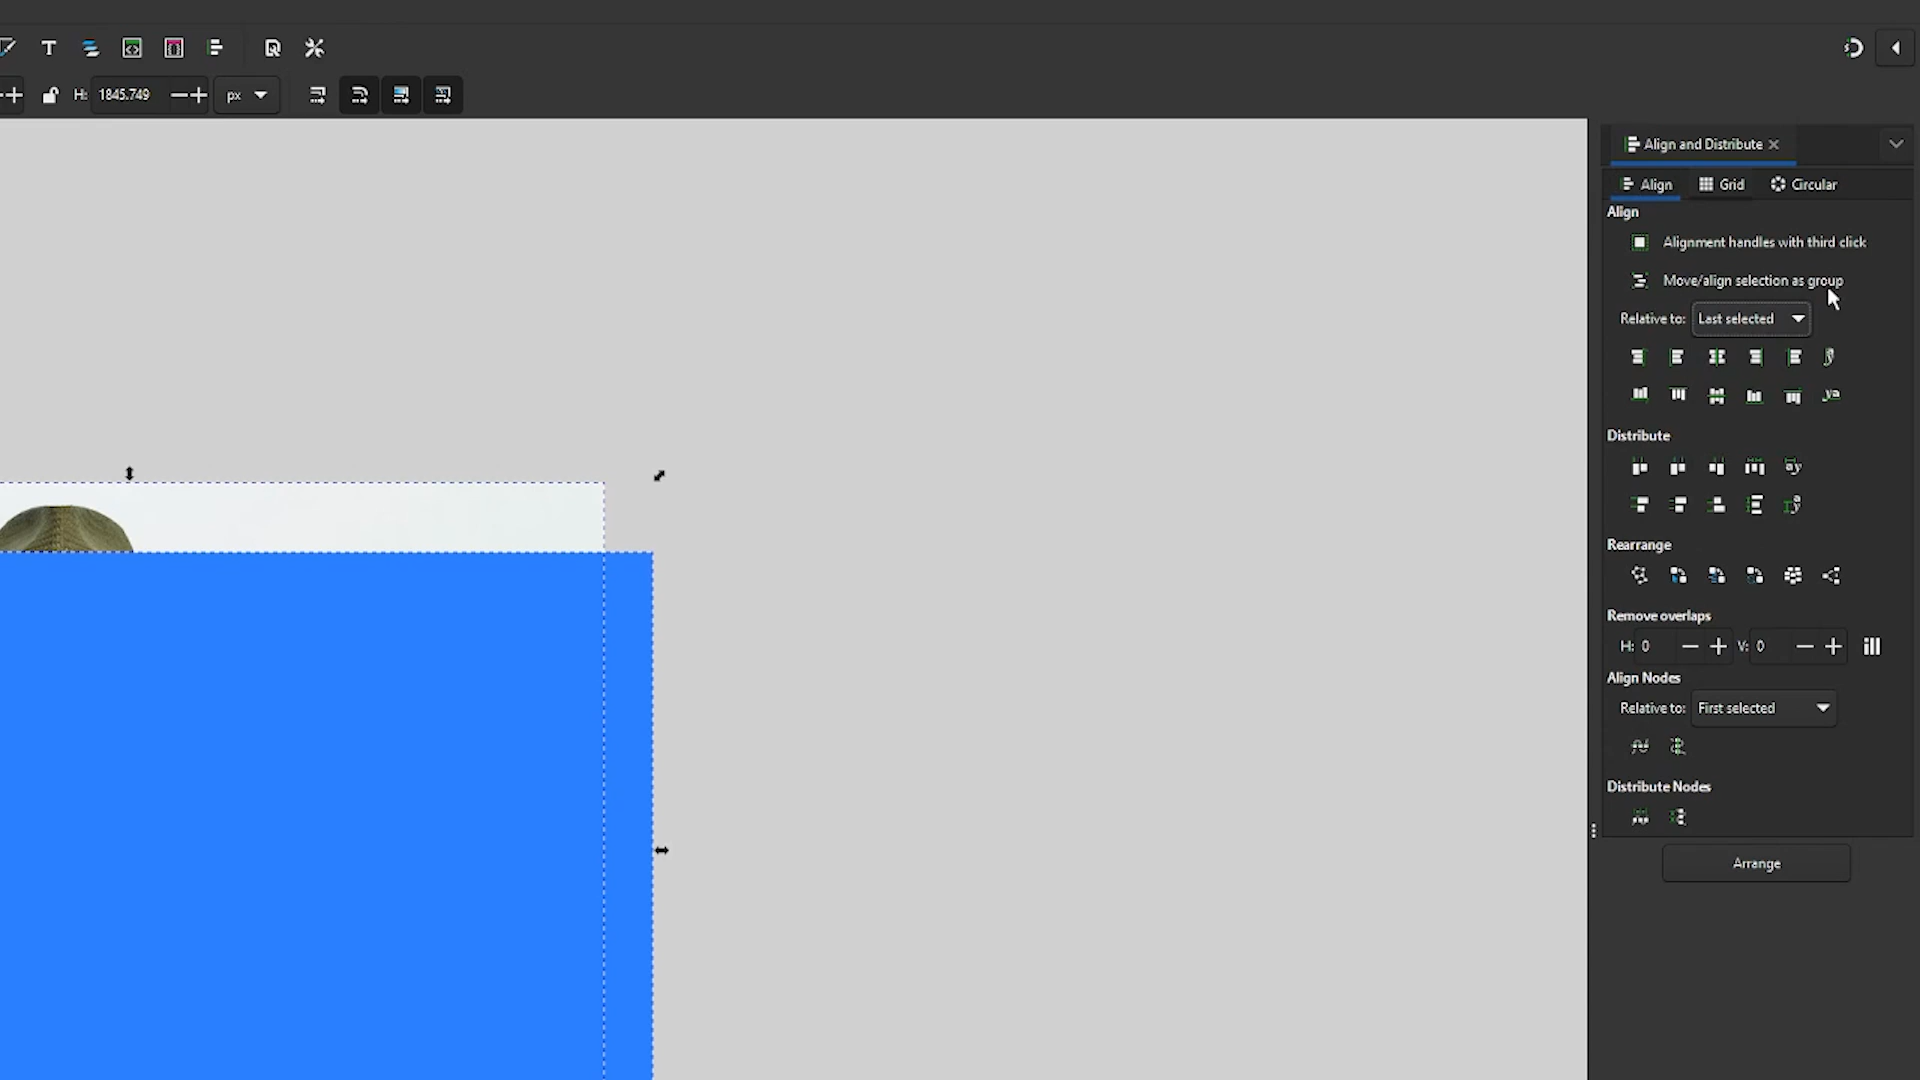 H: 1845.749 px
Align and Distribute
Align Grid Circular
Align
Alignment handles with third click
Move/align selection as group
Relative to: Last selected
Distribute
Rearrange
Remove overlaps
H: 0 V: 0
Align Nodes
Relative to: First selected
Distribute Nodes
Arrange